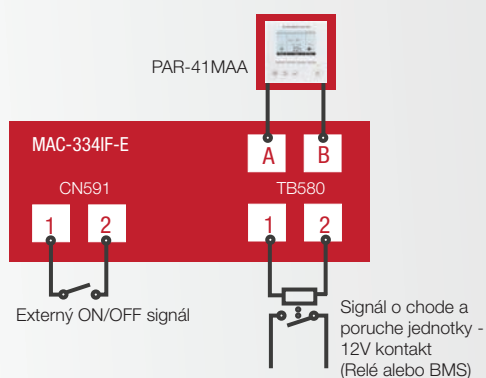 PAR-41MAA
MAC-334IF-E
A
B
CN591
TB580
1
2
1
2
Externý ON/OFF signál
Signál o chode a
poruche jednotky -
12V kontakt
(Relé alebo BMS)